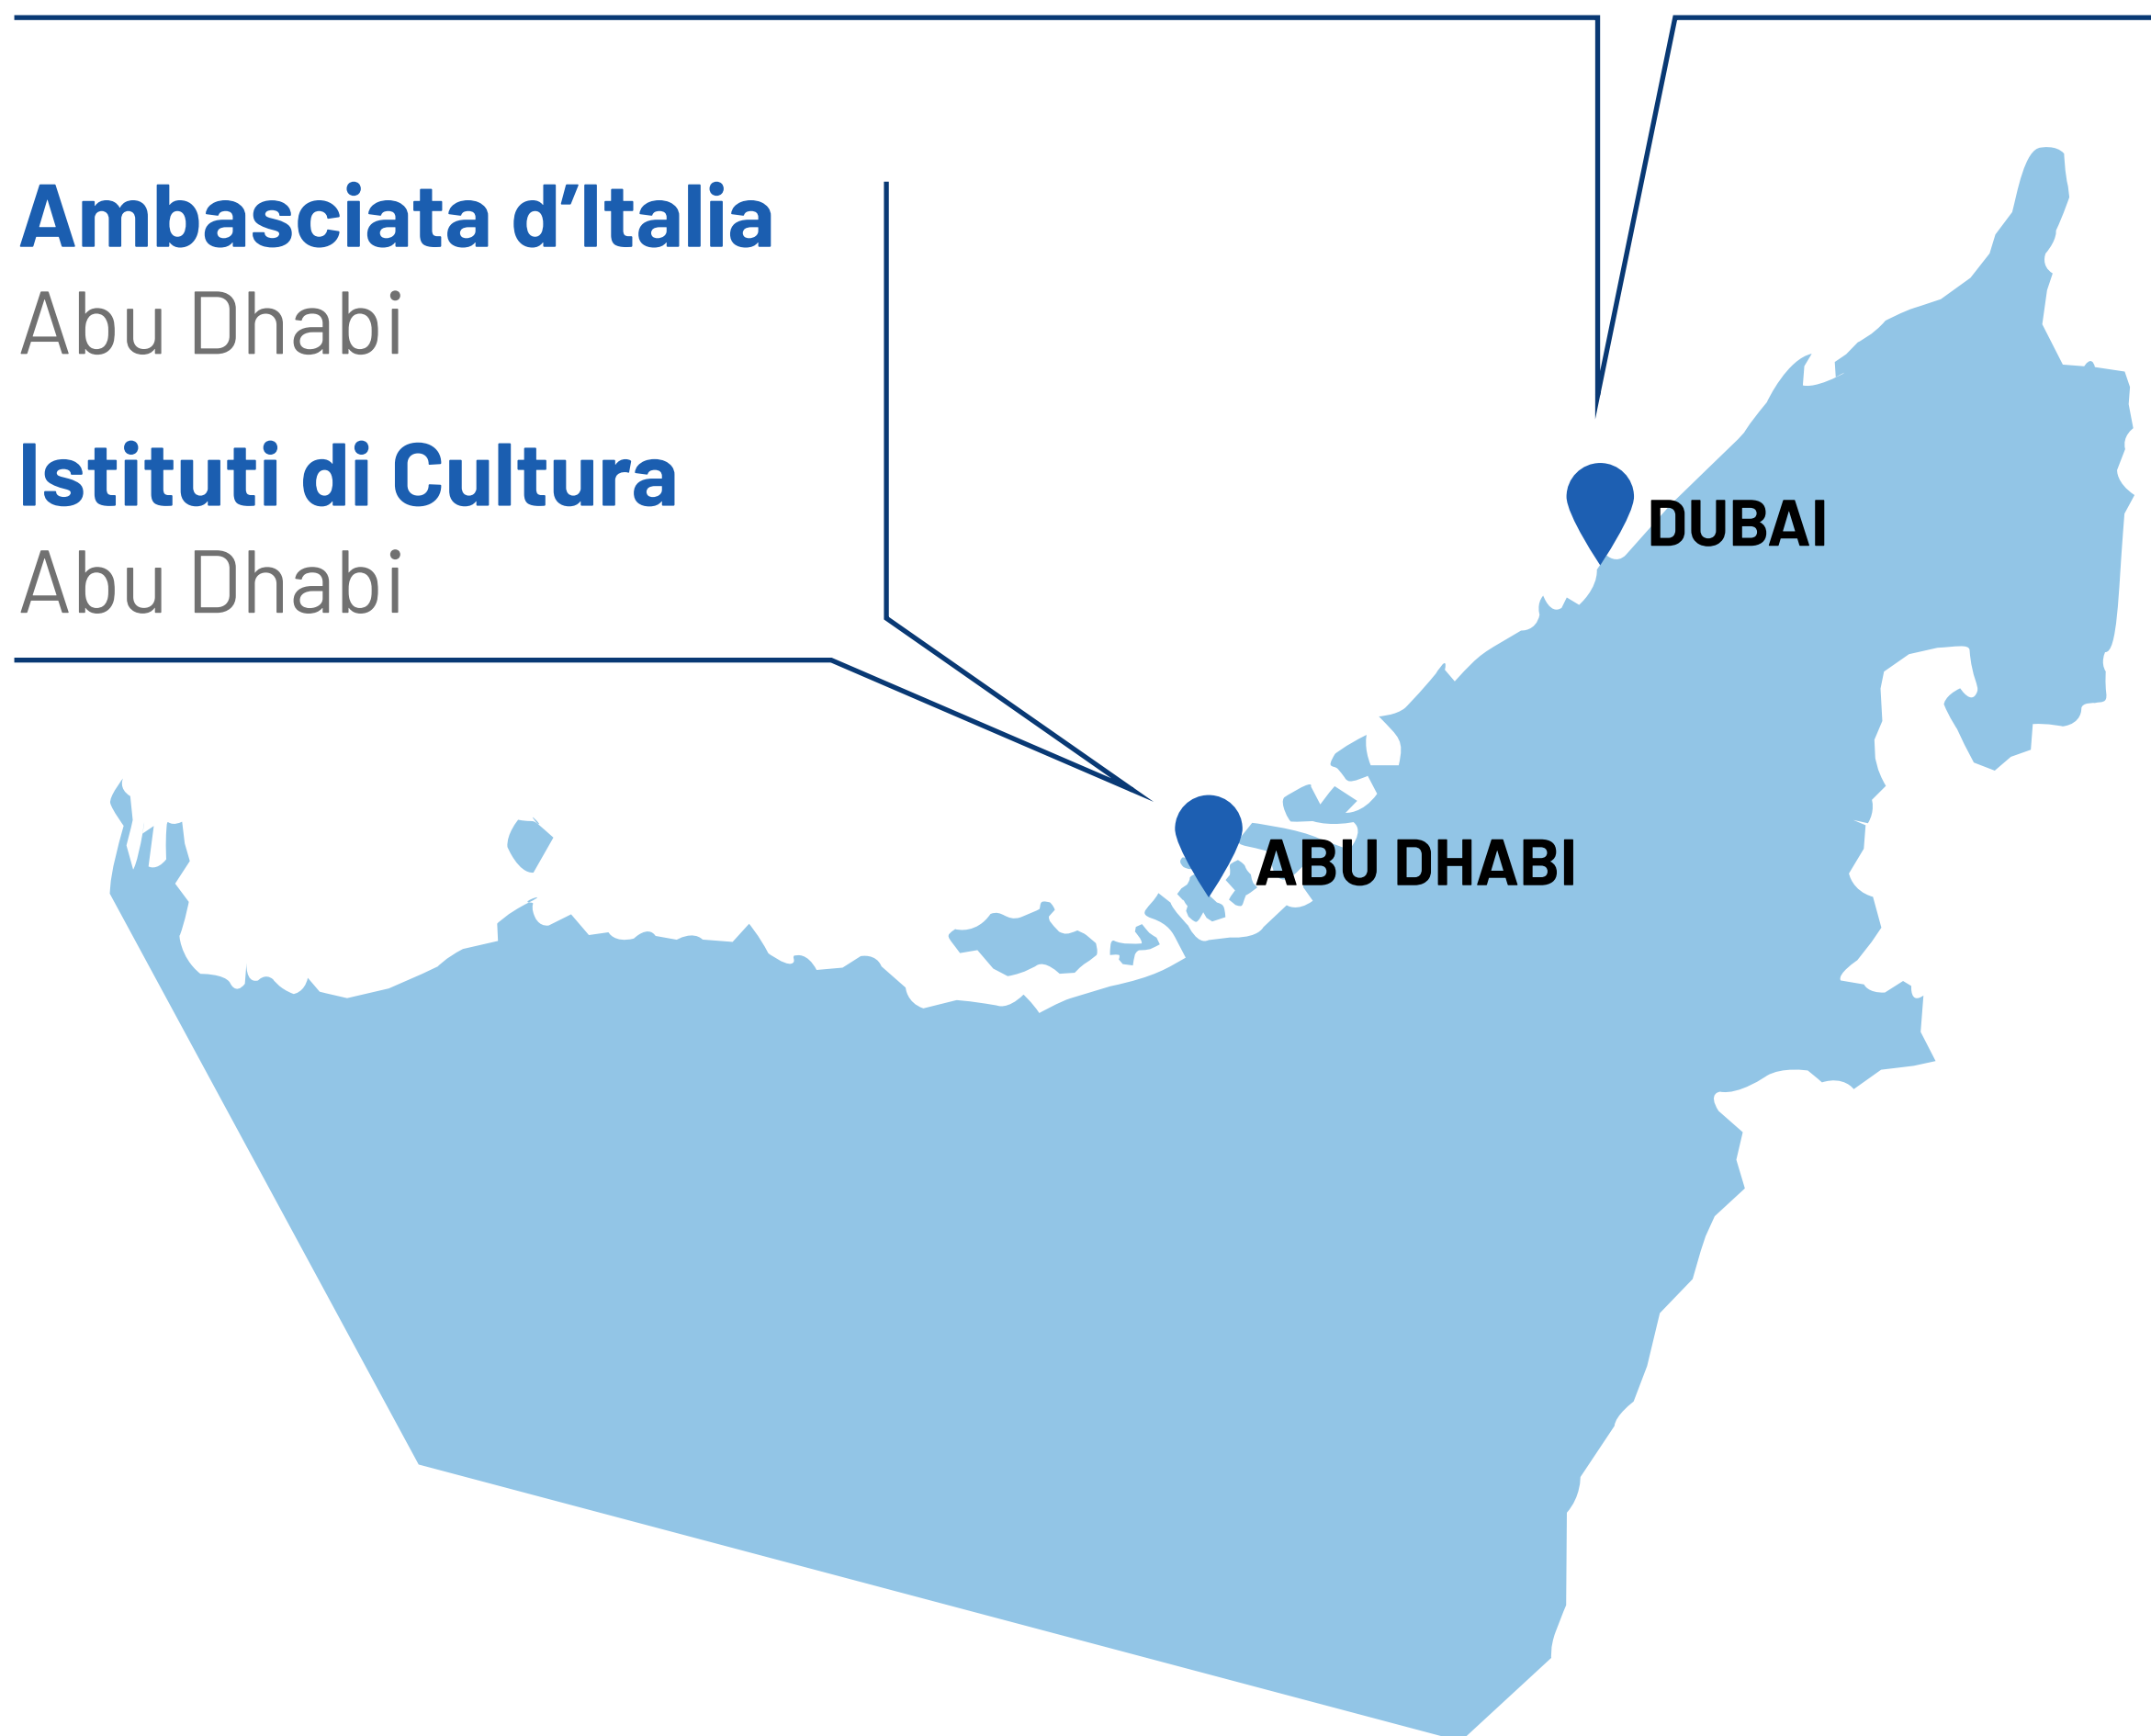 Ambasciata d’Italia
Abu Dhabi
Istituti di Cultura
Abu Dhabi
DUBAI
ABU DHABI